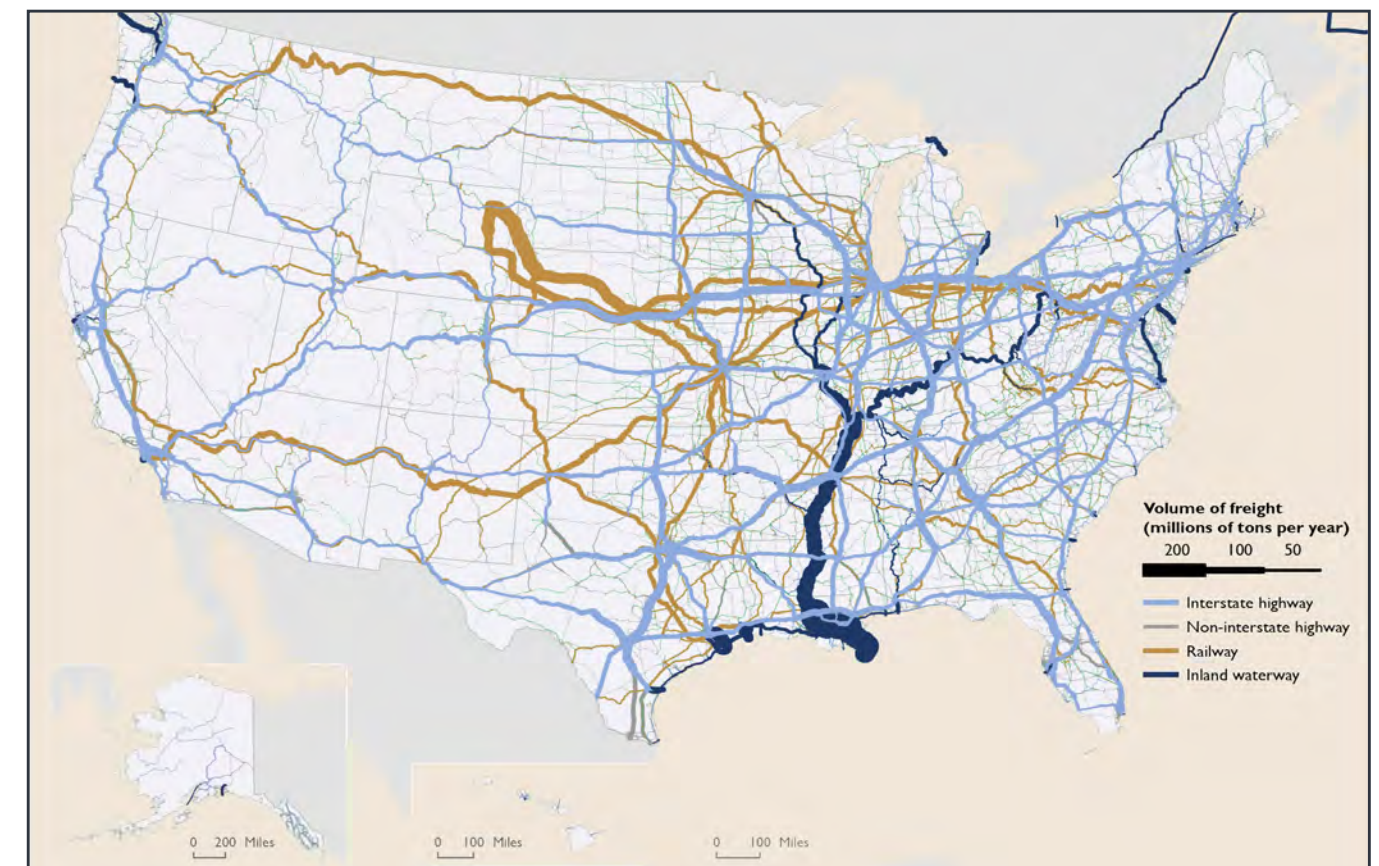 Volume of freight
(millions of tons per year)
200 100 50
Interstate highway
Non-interstate highway
Railway
Inland waterway
0 200 Miles
0 100 Miles
0 100 Miles